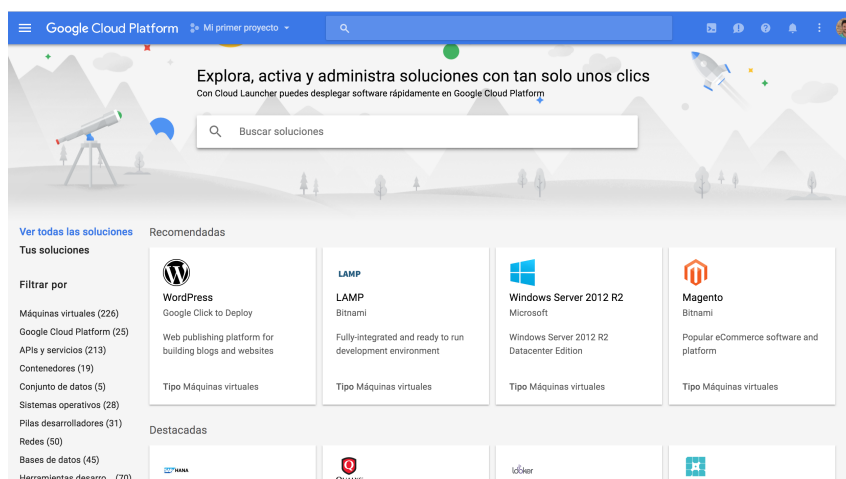 Google Cloud Platform
Mi primer proyecto
Explora, activa y administra soluciones con tan solo unos clics
Con Cloud Launcher puedes desplegar software rápidamente en Google Cloud Platform
Buscar soluciones
Ver todas las soluciones
Tus soluciones
Filtrar por
Máquinas virtuales (226)
Google Cloud Platform (25)
APIs y servicios (213)
Contenedores (19)
Conjunto de datos (5)
Sistemas operativos (28)
Pilas desarrolladores (31)
Redes (50)
Bases de datos (45)
Herramientas desarro... (70)
Recomendadas
WordPress
Google Click to Deploy
Web publishing platform for
building blogs and websites
Tipo Máquinas virtuales
LAMP
LAMP
Bitnami
Fully-integrated and ready to run
development environment
Tipo Máquinas virtuales
Windows Server 2012 R2
Microsoft
Windows Server 2012 R2
Datacenter Edition
Tipo Máquinas virtuales
Magento
Bitnami
Popular eCommerce software and
platform
Tipo Máquinas virtuales
Destacadas
SAP HANA
QUALYS
looker